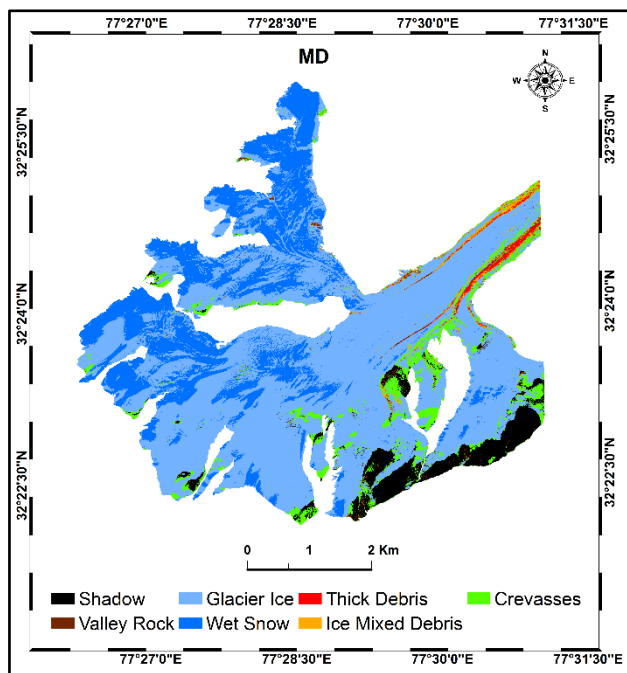 77°27'0"E 77°28'30"E 77°30'0"E 77°31'30"E
MD
N
W E
S
32°25'30"N 32°25'30"N
32°24'0"N 32°24'0"N
32°22'30"N 32°22'30"N
0 1 2 Km
Shadow Glacier Ice Thick Debris Crevasses
Valley Rock Wet Snow Ice Mixed Debris
77°27'0"E 77°28'30"E 77°30'0"E 77°31'30"E